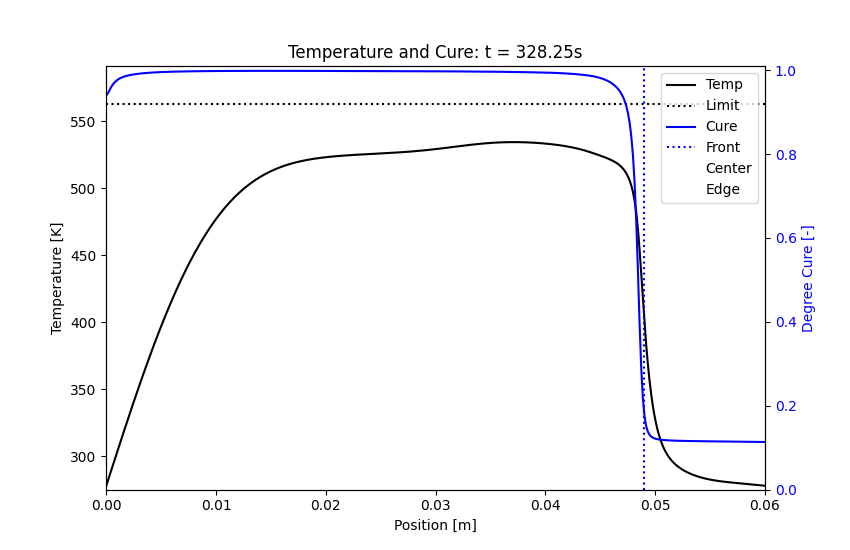 Temperature and Cure: t = 328.25s
Temp
Limit
Cure
Front
Center
Edge
Temperature [K]
550
500
450
400
350
300
Degree Cure [-]
1.0
0.8
0.6
0.4
0.2
0.0
0.00 0.01 0.02 0.03 0.04 0.05 0.06
Position [m]